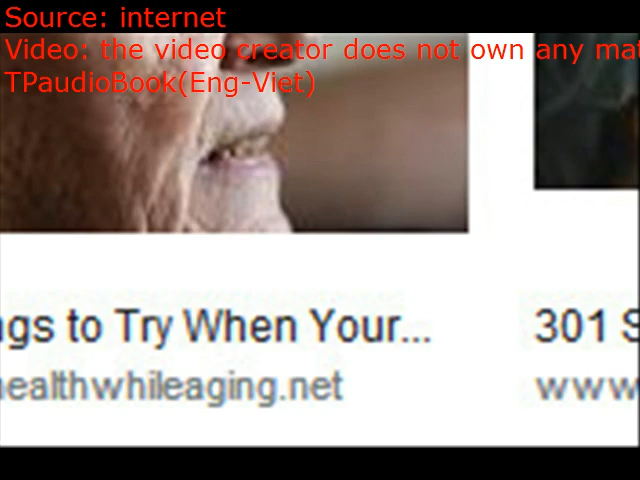 Source: internet
Video: the video creator does not own any mat
TPaudioBook(Eng-Viet)
ngs to Try When Your...
301 S
ealthwhileaging.net
www